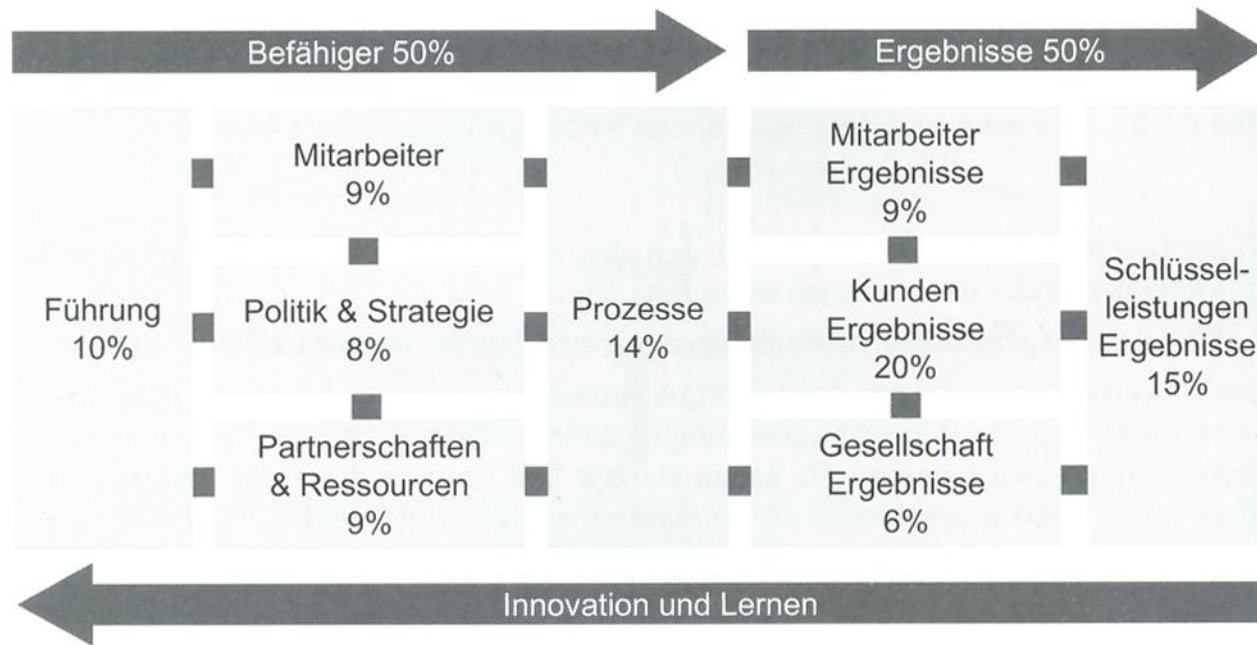 Befähiger 50%
Ergebnisse 50%
Führung
10%
Mitarbeiter
9%
Politik & Strategie
8%
Partnerschaften
& Ressourcen
9%
Prozesse
14%
Mitarbeiter
Ergebnisse
9%
Kunden
Ergebnisse
20%
Gesellschaft
Ergebnisse
6%
Schlüssel-
leistungen
Ergebnisse
15%
Innovation und Lernen